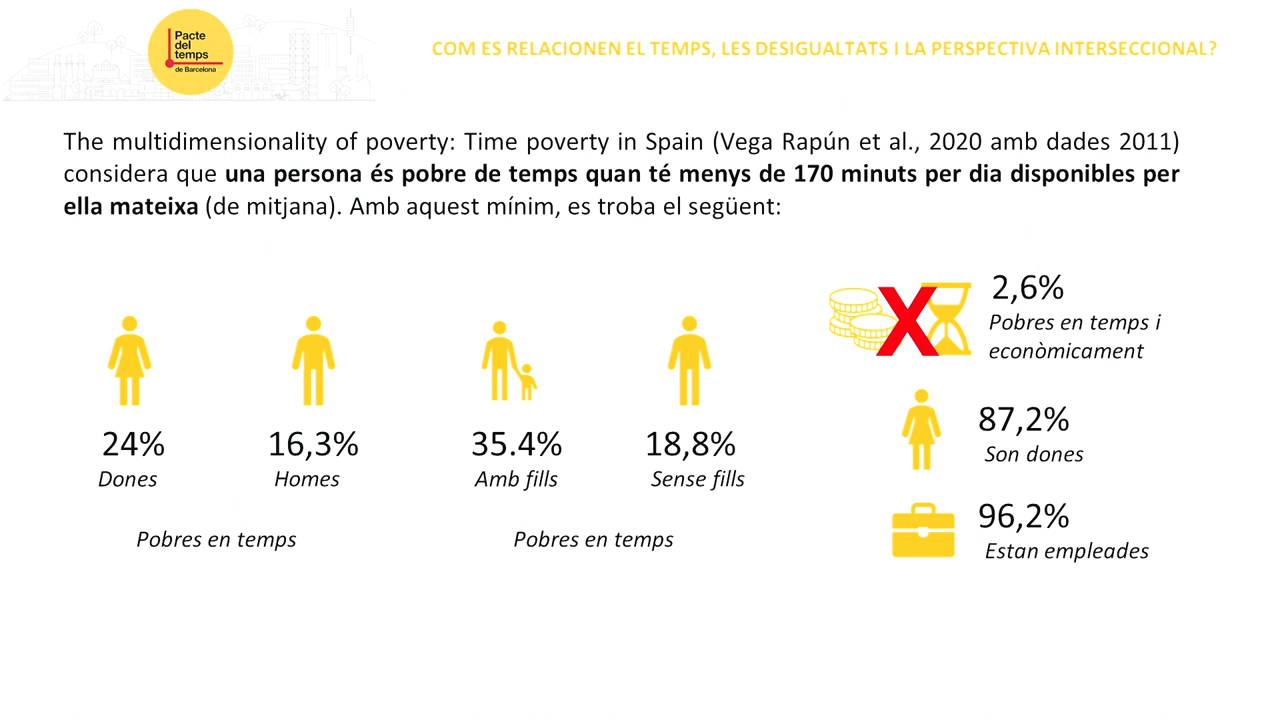 Pacte
del
temps
de Barcelona
COM ES RELACIONEN EL TEMPS, LES DESIGUALTATS I LA PERSPECTIVA INTERSECCIONAL?
The multidimensionality of poverty: Time poverty in Spain (Vega Rapún et al., 2020 amb dades 2011)
considera que una persona és pobre de temps quan té menys de 170 minuts per dia disponibles per
ella mateixa (de mitjana). Amb aquest mínim, es troba el següent:
24%
Dones
16,3%
Homes
Pobres en temps
35.4%
Amb fills
18,8%
Sense fills
Pobres en temps
X
2,6%
Pobres en temps i
econòmicament
87,2%
Son dones
96,2%
Estan empleades